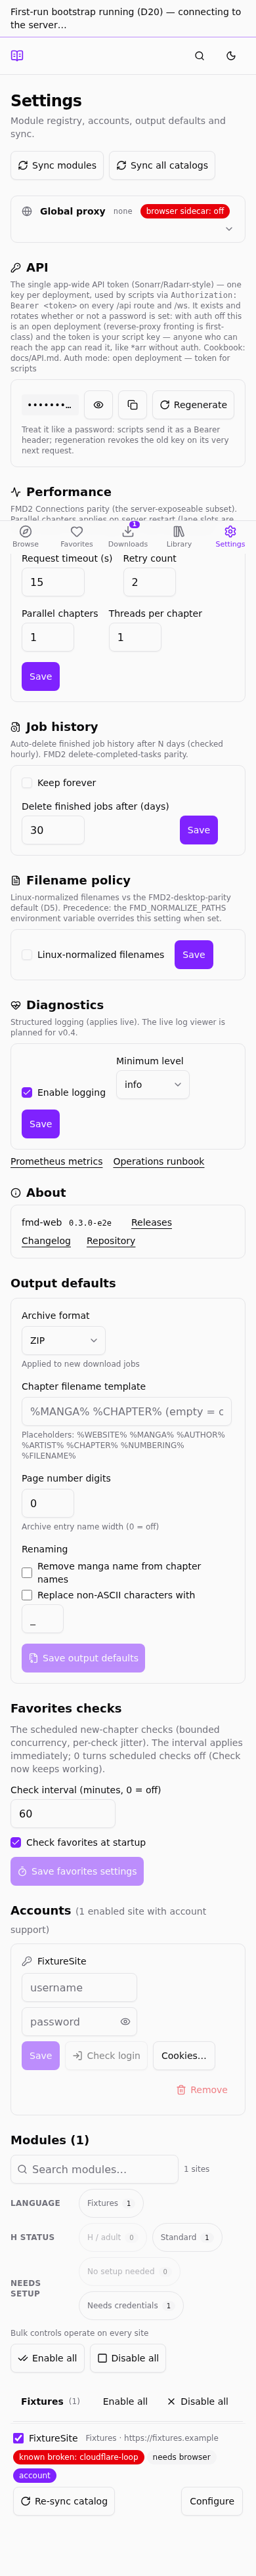 First-run bootstrap running (D20) — connecting to
the server…
Settings
Module registry, accounts, output defaults and
sync.
Sync modules
Sync all catalogs
Global proxy none browser sidecar: off
API
The single app-wide API token (Sonarr/Radarr-style) — one
key per deployment, used by scripts via Authorization:
Bearer <token> on every /api route and /ws. It exists and
rotates whether or not a password is set: with auth off this
is an open deployment (reverse-proxy fronting is first-
class) and the token is your script key — anyone who can
reach the app can read it, like *arr without auth. Cookbook:
docs/API.md. Auth mode: open deployment — token for
scripts
•••••••…
Regenerate
Treat it like a password: scripts send it as a Bearer
header; regeneration revokes the old key on its very
next request.
Performance
FMD2 Connections parity (the server-exposeable subset).
Parallel chapters applies on server restart (lane slots are
Browse
Favorites
1
Downloads
Library
Settings
Request timeout (s) Retry count
15 2
Parallel chapters Threads per chapter
1 1
Save
Job history
Auto-delete finished job history after N days (checked
hourly). FMD2 delete-completed-tasks parity.
Keep forever
Delete finished jobs after (days)
30 Save
Filename policy
Linux-normalized filenames vs the FMD2-desktop-parity
default (D5). Precedence: the FMD_NORMALIZE_PATHS
environment variable overrides this setting when set.
Linux-normalized filenames Save
Diagnostics
Structured logging (applies live). The live log viewer is
planned for v0.4.
Minimum level
Enable logging info
Save
Prometheus metrics Operations runbook
About
fmd-web 0.3.0-e2e Releases
Changelog Repository
Output defaults
Archive format
ZIP
Applied to new download jobs
Chapter filename template
%MANGA% %CHAPTER% (empty = c
Placeholders: %WEBSITE% %MANGA% %AUTHOR%
%ARTIST% %CHAPTER% %NUMBERING%
%FILENAME%
Page number digits
0
Archive entry name width (0 = off)
Renaming
Remove manga name from chapter
names
Replace non-ASCII characters with
_
Save output defaults
Favorites checks
The scheduled new-chapter checks (bounded
concurrency, per-check jitter). The interval applies
immediately; 0 turns scheduled checks off (Check
now keeps working).
Check interval (minutes, 0 = off)
60
Check favorites at startup
Save favorites settings
Accounts (1 enabled site with account
support)
FixtureSite
username
password
Save Check login Cookies…
Remove
Modules (1)
Search modules… 1 sites
LANGUAGE Fixtures 1
H STATUS H / adult 0 Standard 1
No setup needed 0
NEEDS
SETUP
Needs credentials 1
Bulk controls operate on every site
Enable all Disable all
Fixtures (1) Enable all Disable all
FixtureSite Fixtures · https://fixtures.example
known broken: cloudflare-loop needs browser
account
Re-sync catalog Configure